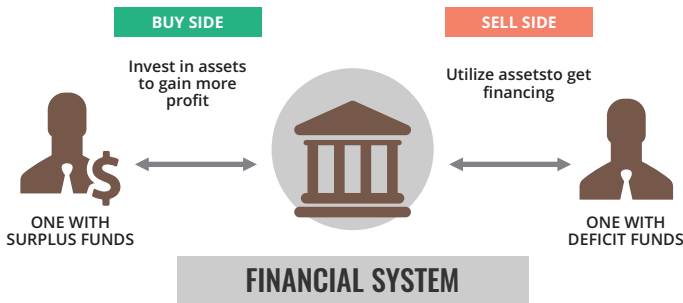 BUY SIDE
SELL SIDE
Invest in assets
to gain more
profit
Utilize assetsto get
financing
$
ONE WITH
SURPLUS FUNDS
ONE WITH
DEFICIT FUNDS
FINANCIAL SYSTEM